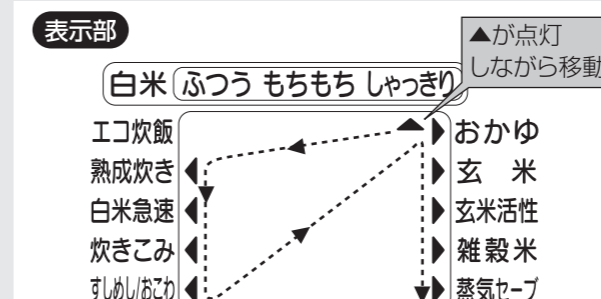 表示部
▲が点灯
しながら移動
白米 ふつう もちもち しゃっきり
エコ炊飯
おかゆ
熟成炊き
玄 米
白米急速
玄米活性
炊きこみ
雑穀米
すしめし/おこわ
蒸気セーブ